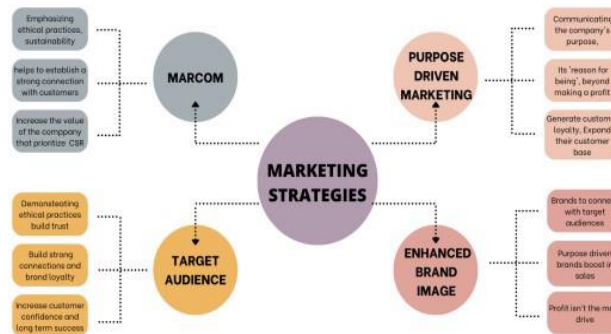 Emphasizing
ethical practices,
sustainability
helps to establish a
strong connection
with customers
Increase the value
of the comppany
that prioritize CSR
MARCOM
PURPOSE
DRIVEN
MARKETING
Communicating
the company's
purpose,
Its 'reason for
being', beyond
making a profit
Generate custome
loyalty, Expand
their customer
base
MARKETING
STRATEGIES
Demonsteating
ethical practices
build trust
Build strong
connections and
brand loyalty
Increase customer
confidence and
long term success
TARGET
AUDIENCE
ENHANCED
BRAND
IMAGE
Brands to conne
with target
audiences
Purpose driven
brands boost in
sales
Profit isn't the
drive